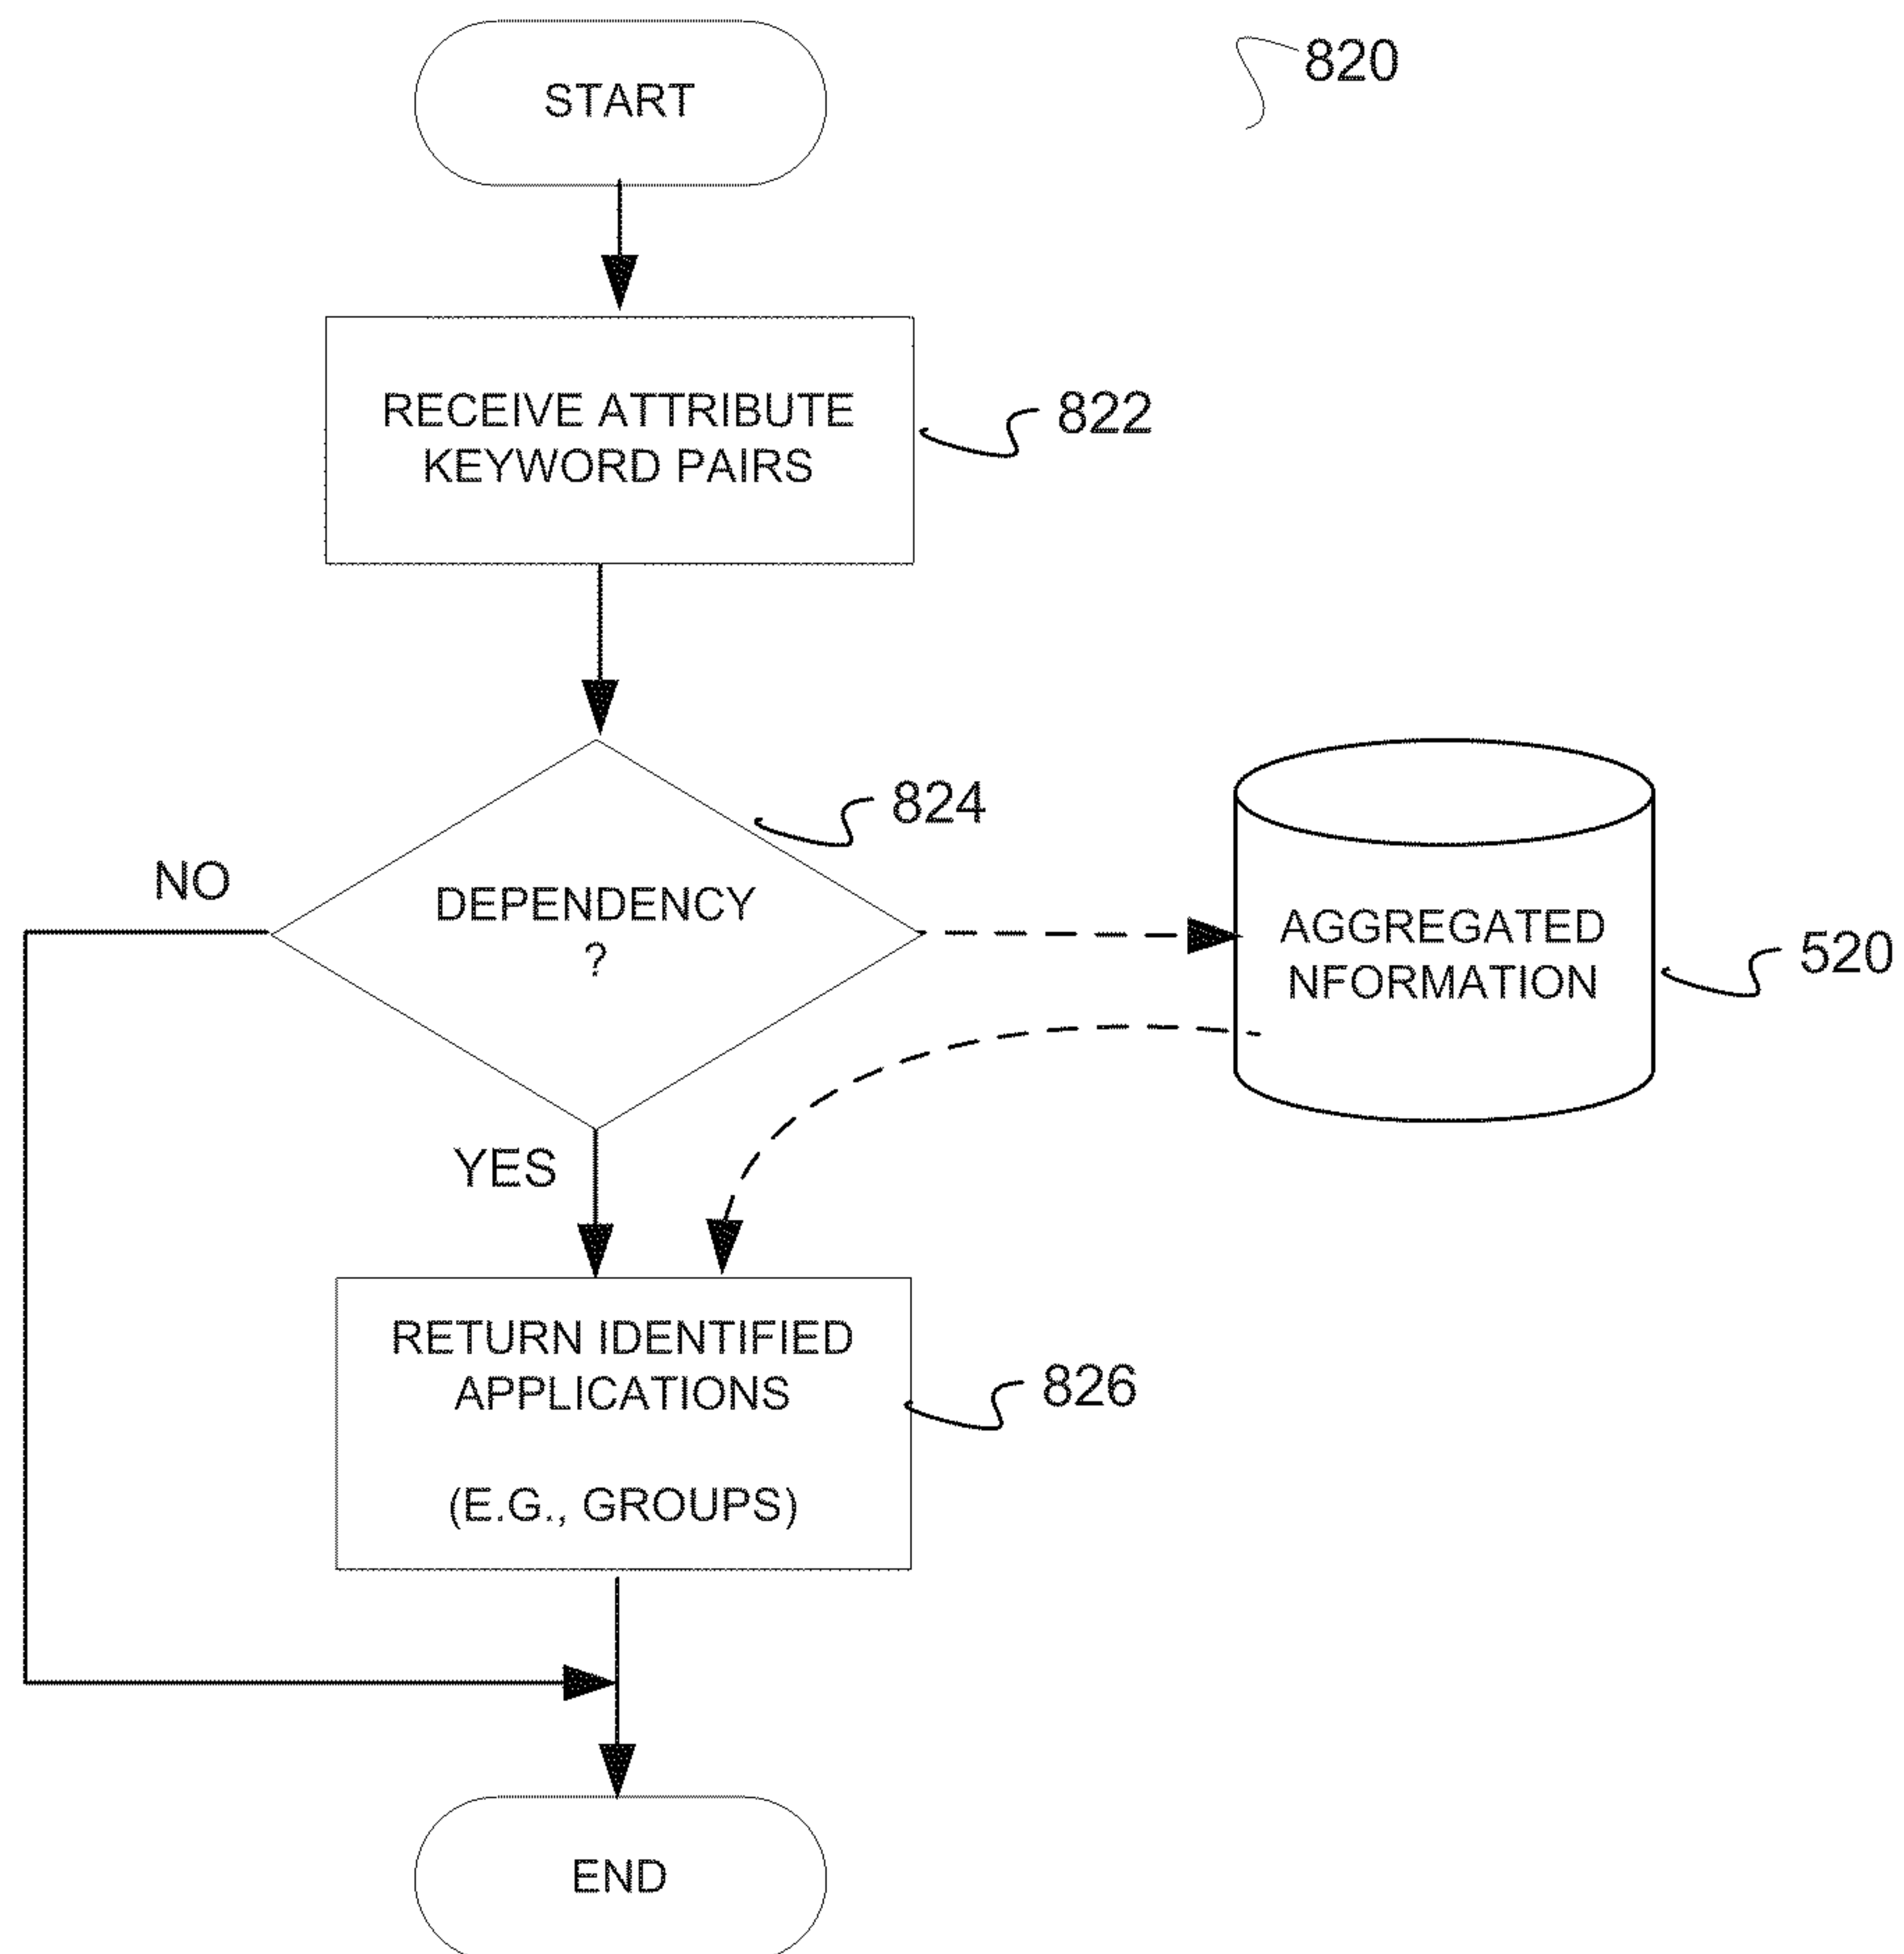 START
820
RECEIVE ATTRIBUTE
KEYWORD PAIRS
822
824
NO
DEPENDENCY
?
AGGREGATED
NFORMATION
520
YES
RETURN IDENTIFIED
APPLICATIONS
(E.G., GROUPS)
826
END